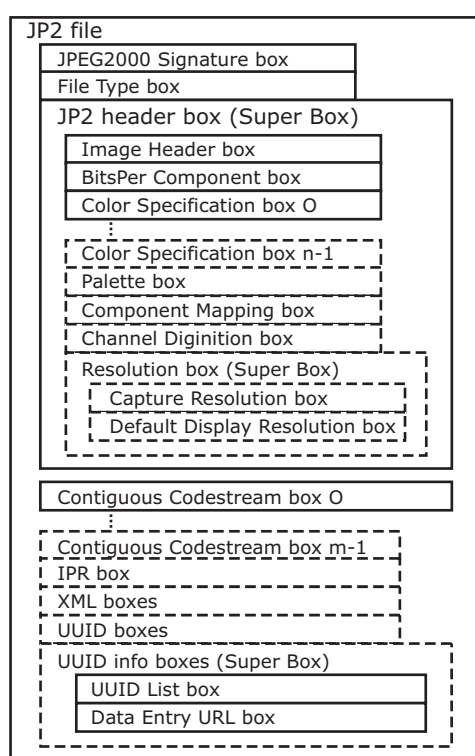 JP2 file
JPEG2000 Signature box
File Type box
JP2 header box (Super Box)
Image Header box
BitsPer Component box
Color Specification box O
Color Specification box n-1
Palette box
Component Mapping box
Channel Diginition box
Resolution box (Super Box)
Capture Resolution box
Default Display Resolution box
Contiguous Codestream box O
Contiguous Codestream box m-1
IPR box
XML boxes
UUID boxes
UUID info boxes (Super Box)
UUID List box
Data Entry URL box